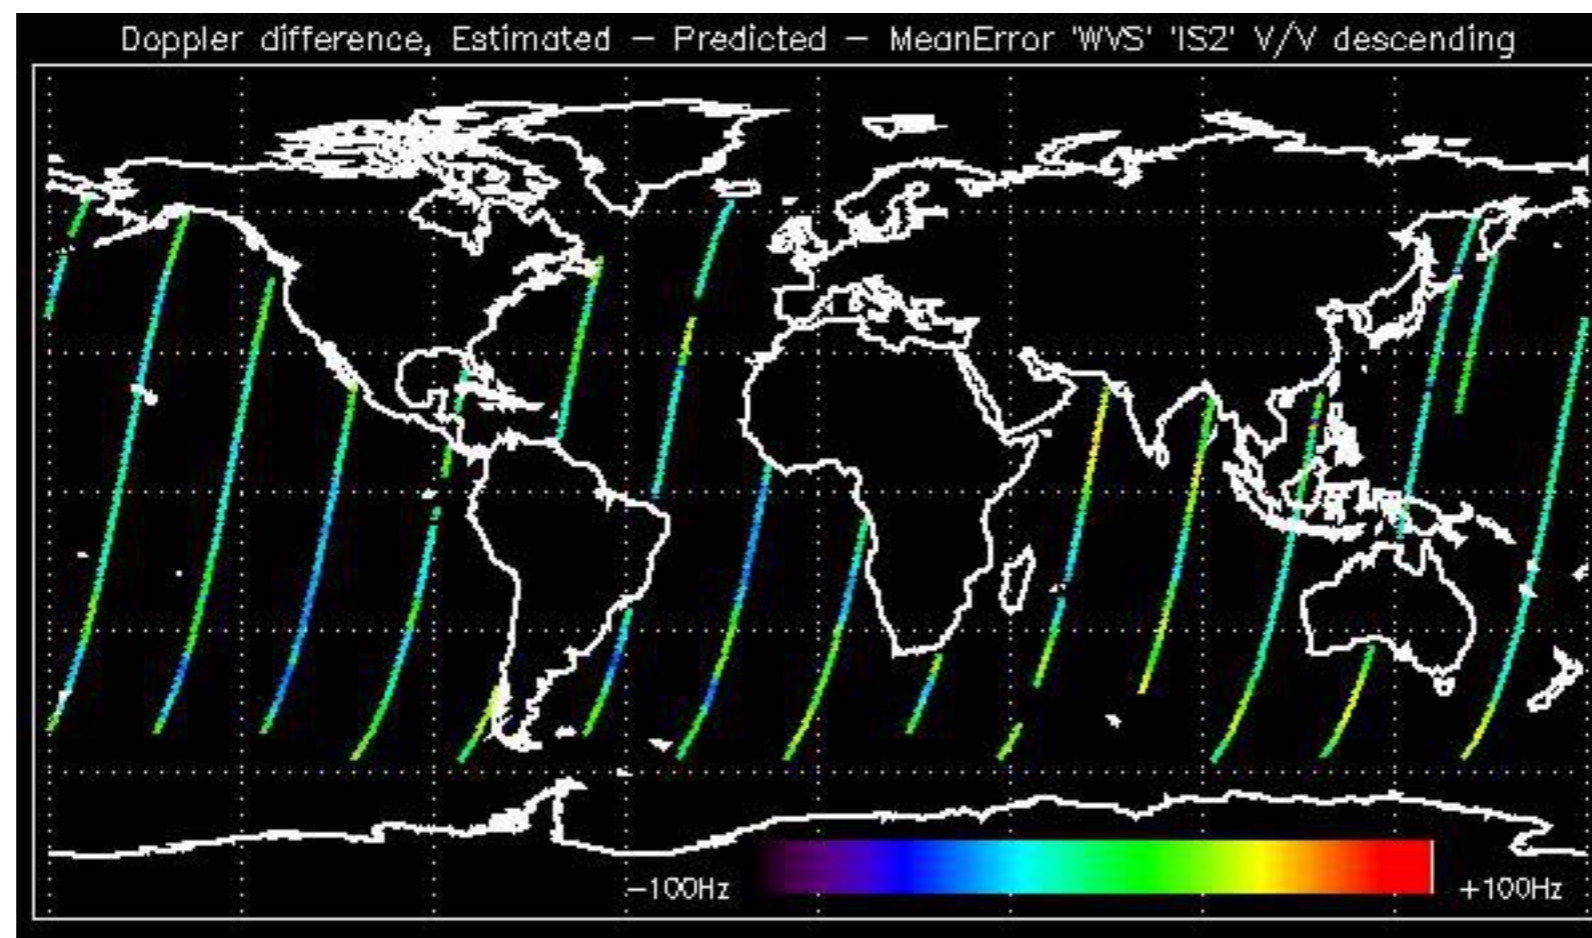 Doppler difference, Estimated — Predicted — MeanError 'WVS' 'IS2' V/V descending
—100Hz
+100Hz